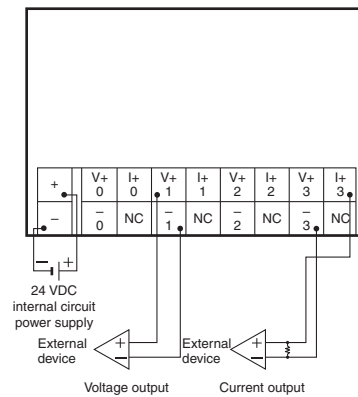 + V+ I+ V+ I+ V+ I+ V+ I+
0 0 1 1 2 2 3 3
− − NC − NC − NC − NC
0 1 2 3
− +
24 VDC
internal circuit
power supply
External
device
+
−
External
device
+
−
Voltage output
Current output